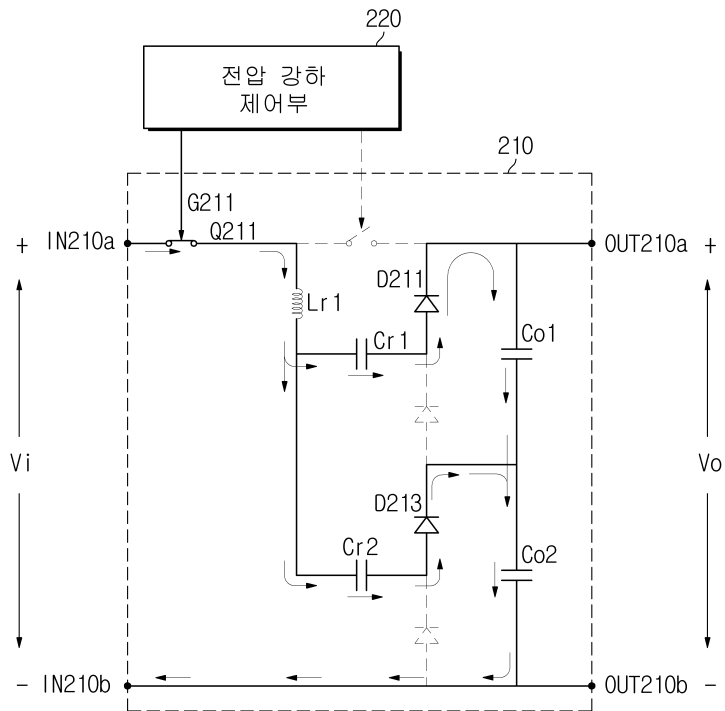 220
전압 강하
제어부
210
G211
Q211
+ IN210a
OUT210a +
D211
Lr1
Cr1
Co1
Vi
Vo
D213
Cr2
Co2
- IN210b
OUT210b -